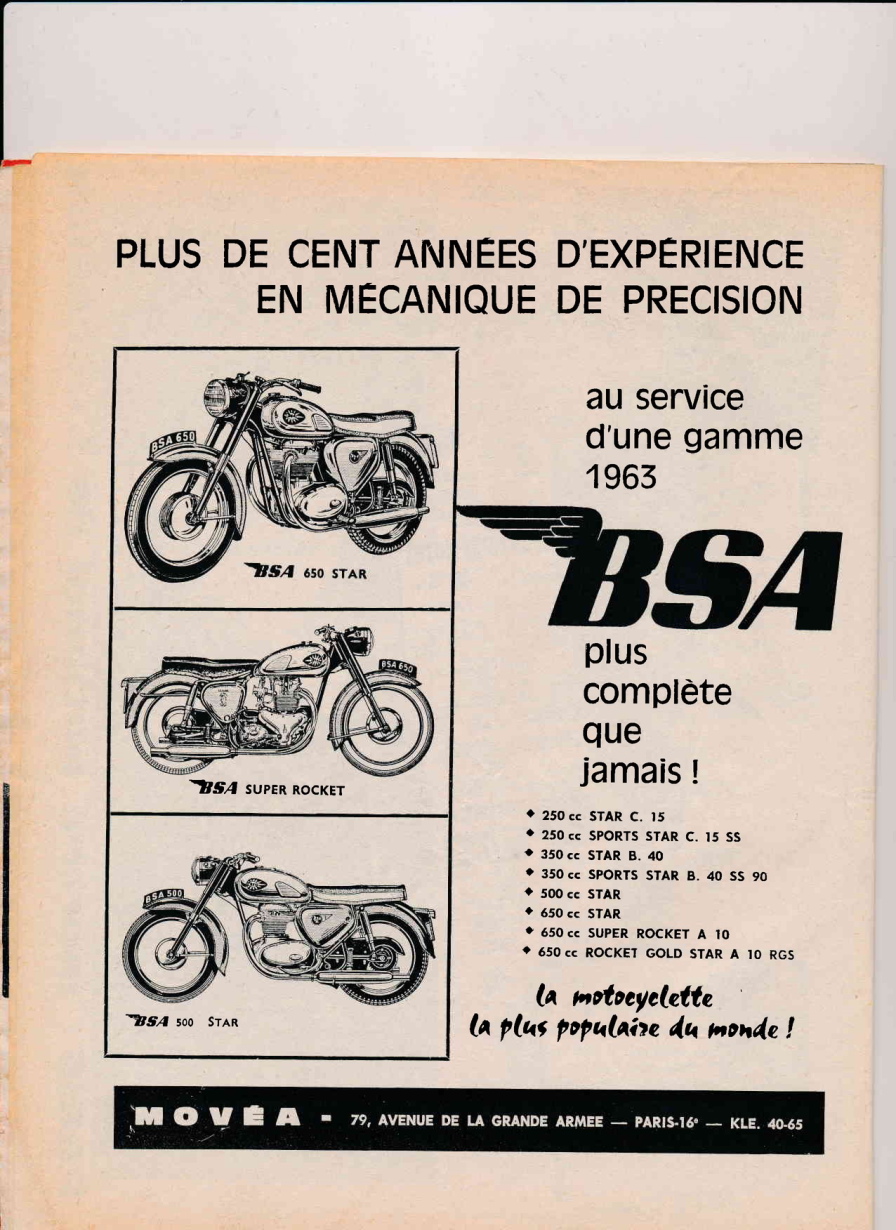 PLUS DE CENT ANNÉES D'EXPÉRIENCE
EN MÉCANIQUE DE PRECISION
au service
d'une gamme
1963
BSA
plus
complète
que
jamais !
BSA 650
BSA 650 STAR
BSA 650
BSA SUPER ROCKET
BSA 500
BSA 500 STAR
◆ 250 cc STAR C. 15
◆ 250 cc SPORTS STAR C. 15 SS
◆ 350 cc STAR B. 40
◆ 350 cc SPORTS STAR B. 40 SS 90
◆ 500 cc STAR
◆ 650 cc STAR
◆ 650 cc SUPER ROCKET A 10
◆ 650 cc ROCKET GOLD STAR A 10 RGS
la motocyclette
la plus populaire du monde !
MOVÉA - 79, AVENUE DE LA GRANDE ARMEE — PARIS-16e — KLE. 40-65